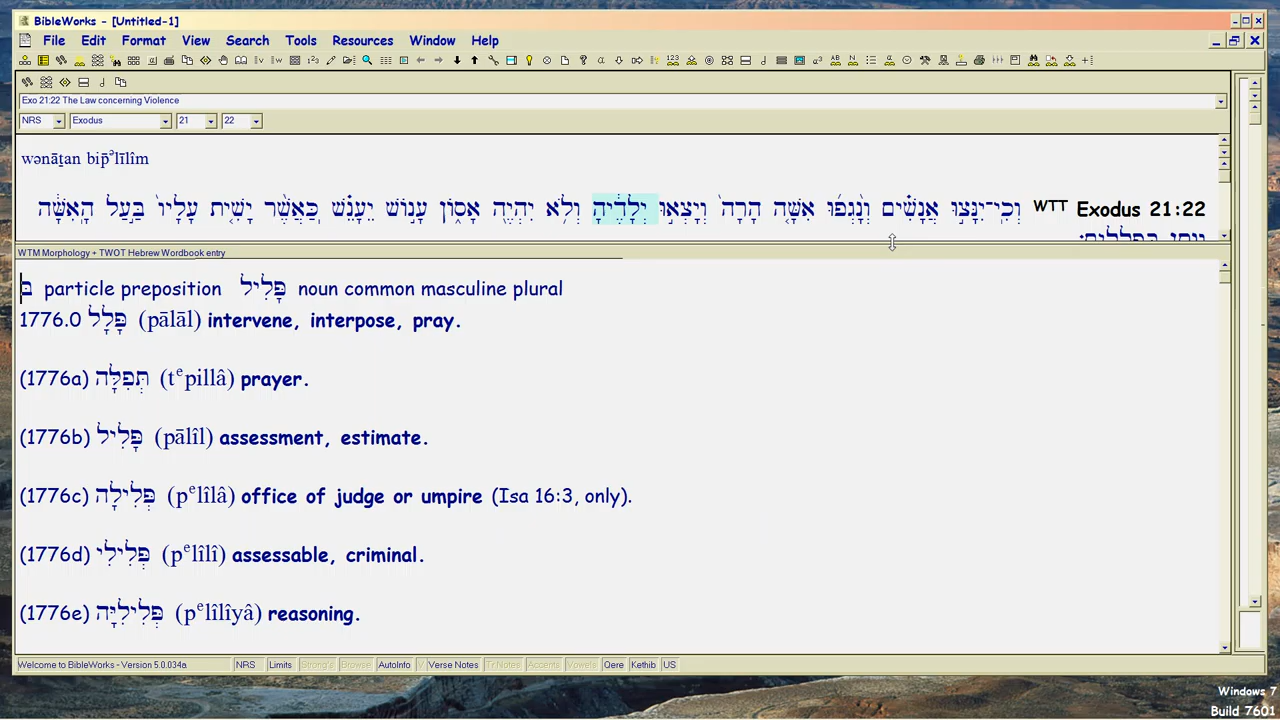 BibleWorks - [Untitled-1]
File Edit Format View Search Tools Resources Window Help
Exo 21:22 The Law concerning Violence
NRS Exodus 21 22
wənāṯan bip̄ᵊlīlîm
WTT Exodus 21:22 וְכִֽי־יִנָּצ֣וּ אֲנָשִׁ֗ים וְנָ֨גְפ֜וּ אִשָּׁ֤ה הָרָה֙ וְיָצְא֣וּ יְלָדֶ֔יהָ וְלֹ֥א יִהְיֶ֖ה אָס֑וֹן עָנ֣וֹשׁ יֵעָנֵ֗שׁ כַּֽאֲשֶׁ֨ר יָשִׁ֤ית עָלָיו֙ בַּ֣עַל הָֽאִשָּׁ֔ה
WTM Morphology + TWOT Hebrew Wordbook entry
בּ particle preposition פָּלִיל noun common masculine plural
1776.0 פָּלָל (pālāl) intervene, interpose, pray.
(1776a) תְּפִלָּה (tᵉpillâ) prayer.
(1776b) פָּלִיל (pālîl) assessment, estimate.
(1776c) פְּלִילָה (pᵉlîlâ) office of judge or umpire (Isa 16:3, only).
(1776d) פְּלִילִי (pᵉlîlî) assessable, criminal.
(1776e) פְּלִילִיָּה (pᵉlîlîyâ) reasoning.
Welcome to BibleWorks - Version 5.0.034a NRS Limits Strong's Browse AutoInfo V Verse Notes Tr.Notes Accents Vowels Qere Kethib US
Windows 7
Build 7601